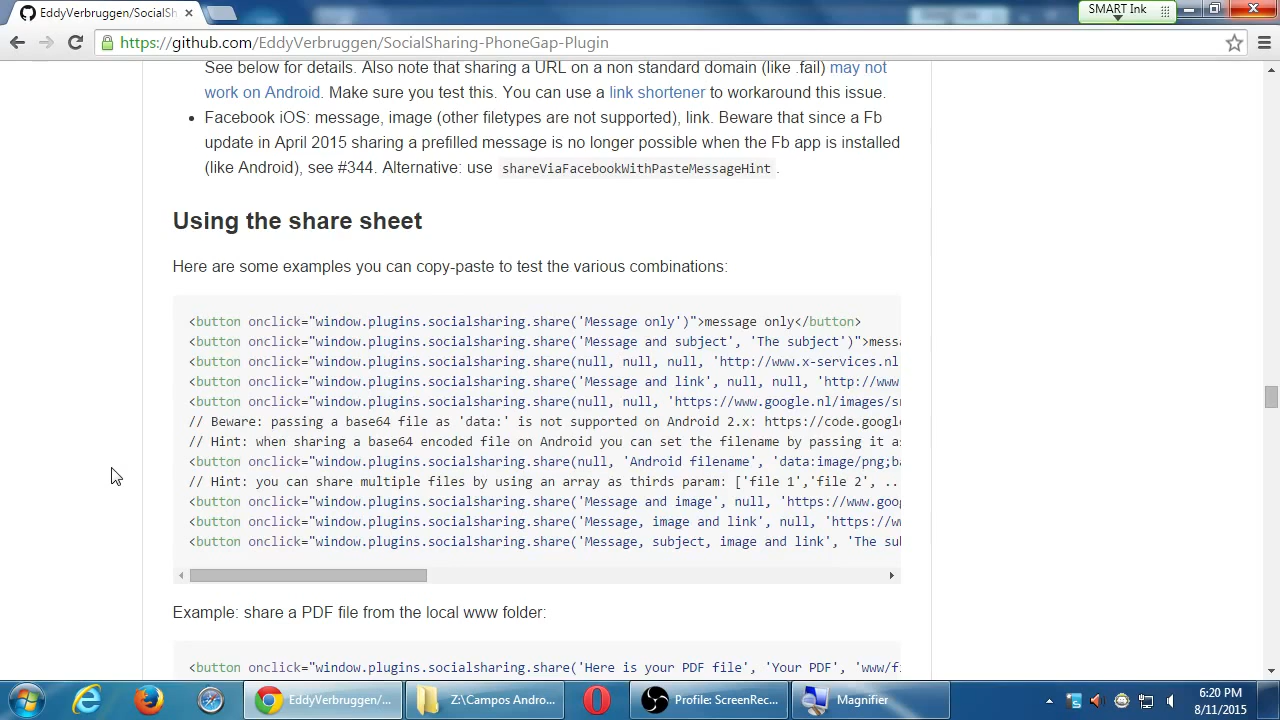 EddyVerbruggen/SocialSh
SMART Ink
https://github.com/EddyVerbruggen/SocialSharing-PhoneGap-Plugin
See below for details. Also note that sharing a URL on a non standard domain (like .fail) may not
work on Android. Make sure you test this. You can use a link shortener to workaround this issue.
Facebook iOS: message, image (other filetypes are not supported), link. Beware that since a Fb
update in April 2015 sharing a prefilled message is no longer possible when the Fb app is installed
(like Android), see #344. Alternative: use shareViaFacebookWithPasteMessageHint .
Using the share sheet
Here are some examples you can copy-paste to test the various combinations:
<button onclick="window.plugins.socialsharing.share('Message only')">message only</button>
<button onclick="window.plugins.socialsharing.share('Message and subject', 'The subject')">messa
<button onclick="window.plugins.socialsharing.share(null, null, null, 'http://www.x-services.nl
<button onclick="window.plugins.socialsharing.share('Message and link', null, null, 'http://www
<button onclick="window.plugins.socialsharing.share(null, null, 'https://www.google.nl/images/s
// Beware: passing a base64 file as 'data:' is not supported on Android 2.x: https://code.google
// Hint: when sharing a base64 encoded file on Android you can set the filename by passing it as
<button onclick="window.plugins.socialsharing.share(null, 'Android filename', 'data:image/png;ba
// Hint: you can share multiple files by using an array as thirds param: ['file 1','file 2', ..
<button onclick="window.plugins.socialsharing.share('Message and image', null, 'https://www.goog
<button onclick="window.plugins.socialsharing.share('Message, image and link', null, 'https://ww
<button onclick="window.plugins.socialsharing.share('Message, subject, image and link', 'The sub
Example: share a PDF file from the local www folder:
<button onclick="window.plugins.socialsharing.share('Here is your PDF file', 'Your PDF', 'www/f
EddyVerbruggen/...
Z:\Campos Andro...
Profile: ScreenRec...
Magnifier
6:20 PM
8/11/2015